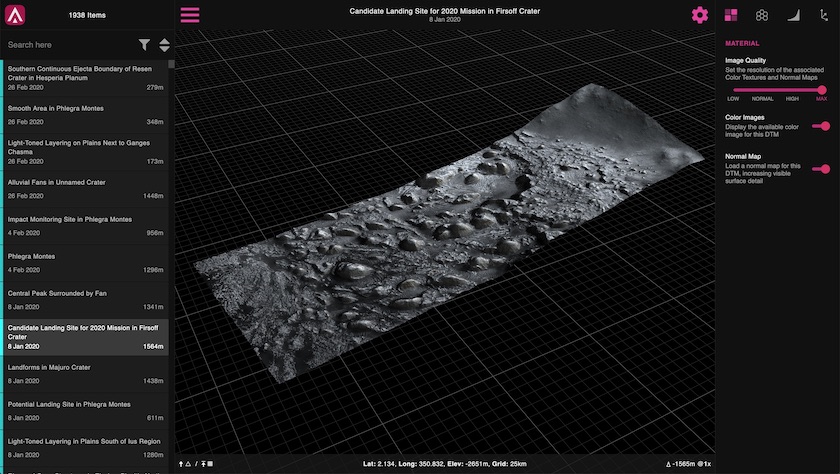 1938 Items
Search here
Southern Continuous Ejecta Boundary of Resen
Crater in Hesperia Planum
26 Feb 2020 279m
Smooth Area in Phlegra Montes
26 Feb 2020 348m
Light-Toned Layering on Plains Next to Ganges
Chasma
26 Feb 2020 173m
Alluvial Fans in Unnamed Crater
26 Feb 2020 1448m
Impact Monitoring Site in Phlegra Montes
4 Feb 2020 956m
Phlegra Montes
4 Feb 2020 1296m
Central Peak Surrounded by Fan
8 Jan 2020 1341m
Candidate Landing Site for 2020 Mission in Firsoff
Crater
8 Jan 2020 1564m
Landforms in Majuro Crater
8 Jan 2020 1438m
Potential Landing Site in Phlegra Montes
8 Jan 2020 611m
Light-Toned Layering in Plains South of Ius Region
8 Jan 2020 1280m
Candidate Landing Site for 2020 Mission in Firsoff Crater
8 Jan 2020
Lat: 2.134, Long: 350.832, Elev: -2651m, Grid: 25km
Δ -1565m @1x
MATERIAL
Image Quality
Set the resolution of the associated
Color Textures and Normal Maps
LOW NORMAL HIGH MAX
Color Images
Display the available color
image for this DTM
Normal Map
Load a normal map for this
DTM, increasing visible
surface detail